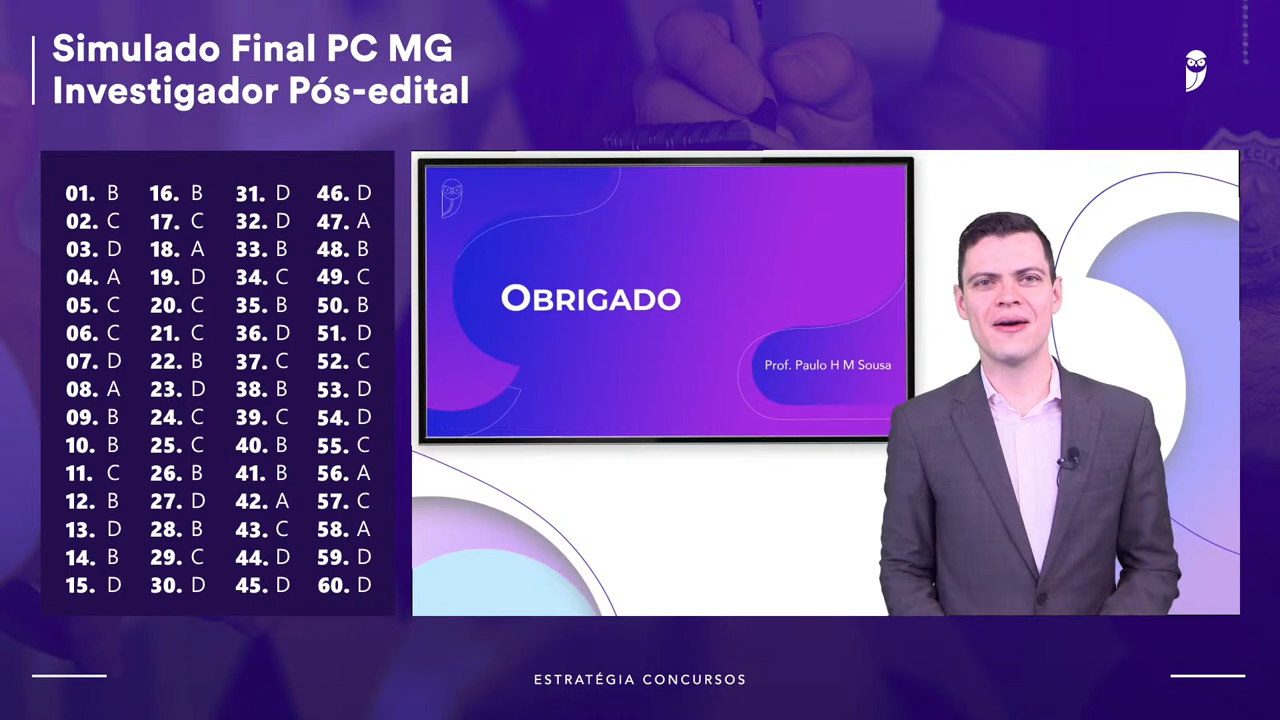 Simulado Final PC MG
Investigador Pós-edital
01. B 16. B 31. D 46. D
02. C 17. C 32. D 47. A
03. D 18. A 33. B 48. B
04. A 19. D 34. C 49. C
05. C 20. C 35. B 50. B
06. C 21. C 36. D 51. D
07. D 22. B 37. C 52. C
08. A 23. D 38. B 53. D
09. B 24. C 39. C 54. D
10. B 25. C 40. B 55. C
11. C 26. B 41. B 56. A
12. B 27. D 42. A 57. C
13. D 28. B 43. C 58. A
14. B 29. C 44. D 59. D
15. D 30. D 45. D 60. D
OBRIGADO
Prof. Paulo H M Sousa
ESTRATÉGIA CONCURSOS